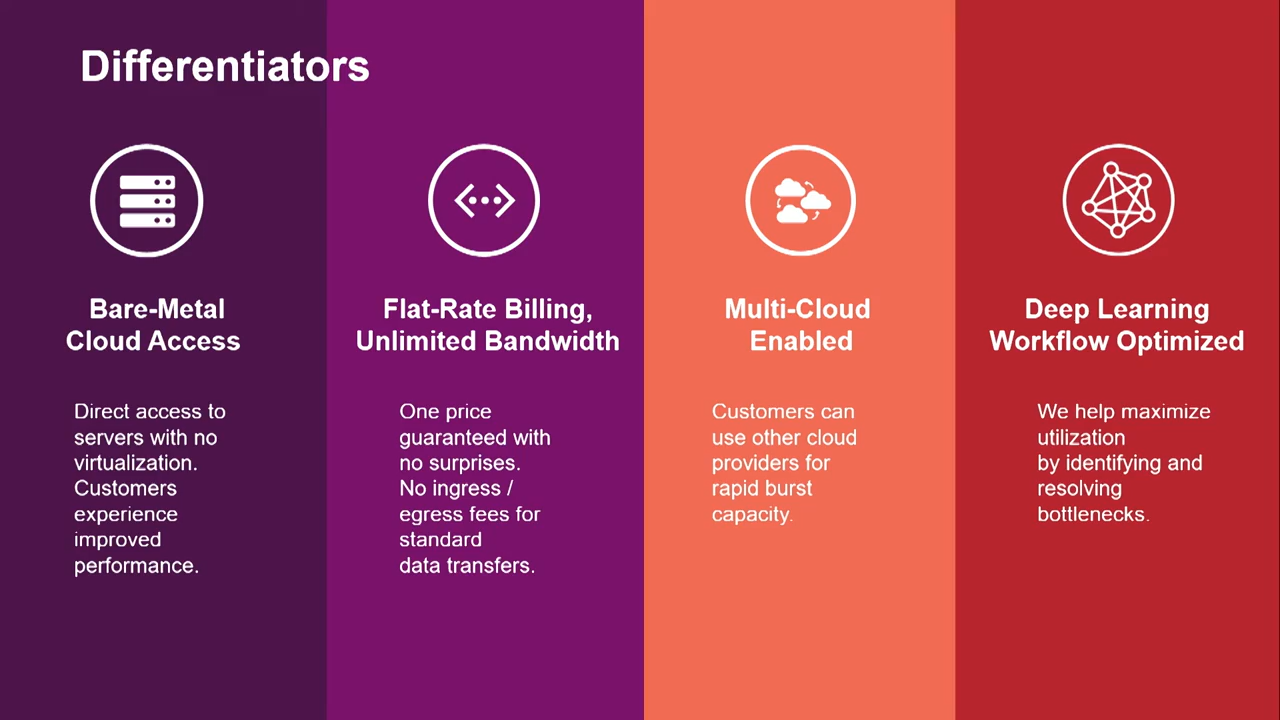 Differentiators
Bare-Metal
Cloud Access
Direct access to
servers with no
virtualization.
Customers
experience
improved
performance.
Flat-Rate Billing,
Unlimited Bandwidth
One price
guaranteed with
no surprises.
No ingress /
egress fees for
standard
data transfers.
Multi-Cloud
Enabled
Customers can
use other cloud
providers for
rapid burst
capacity.
Deep Learning
Workflow Optimized
We help maximize
utilization
by identifying and
resolving
bottlenecks.